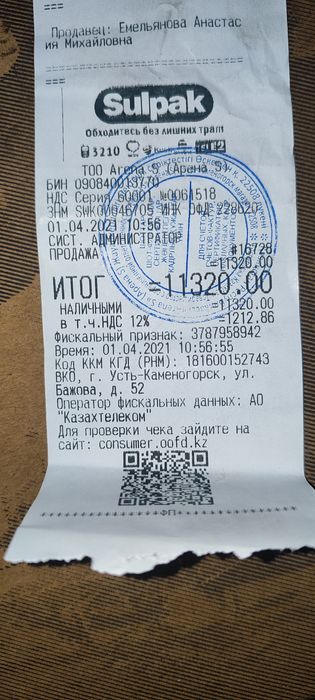 ===
Продавец: Емельянова Анастас
ия Михайловна
===
Sulpak
Обходитесь без лишних трат
3210
ТОО Arena S (Арена S)
БИН 090840013770
НДС Серия 60001 №0061518
ЗНМ SWK00046705 ИНК ОФД
01.04.2021 10:56
СИСТ. АДМИНИСТРАТОР
#16728
ПРОДАЖА =11320.00
ИТОГ =11320.00
НАЛИЧНЫМИ =11320.00
в т.ч.НДС 12% =1212.86
Фискальный признак: 3787958942
Время: 01.04.2021 10:56:55
Код ККМ КГД (РНМ): 181600152743
ВКО, г. Усть-Каменогорск, ул.
Бажова, д. 52
Оператор фискальных данных: АО
"Казахтелеком"
Для проверки чека зайдите на
сайт: consumer.oofd.kz
ФП